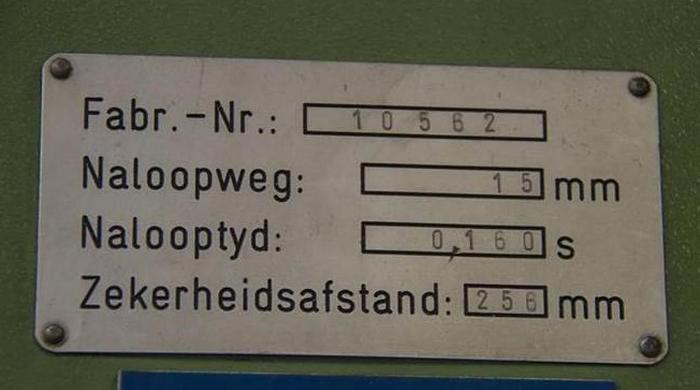 Fabr.-Nr.: 10562
Naloopweg: 15 mm
Nalooptyd: 0,160 s
Zekerheidsafstand: 256 mm